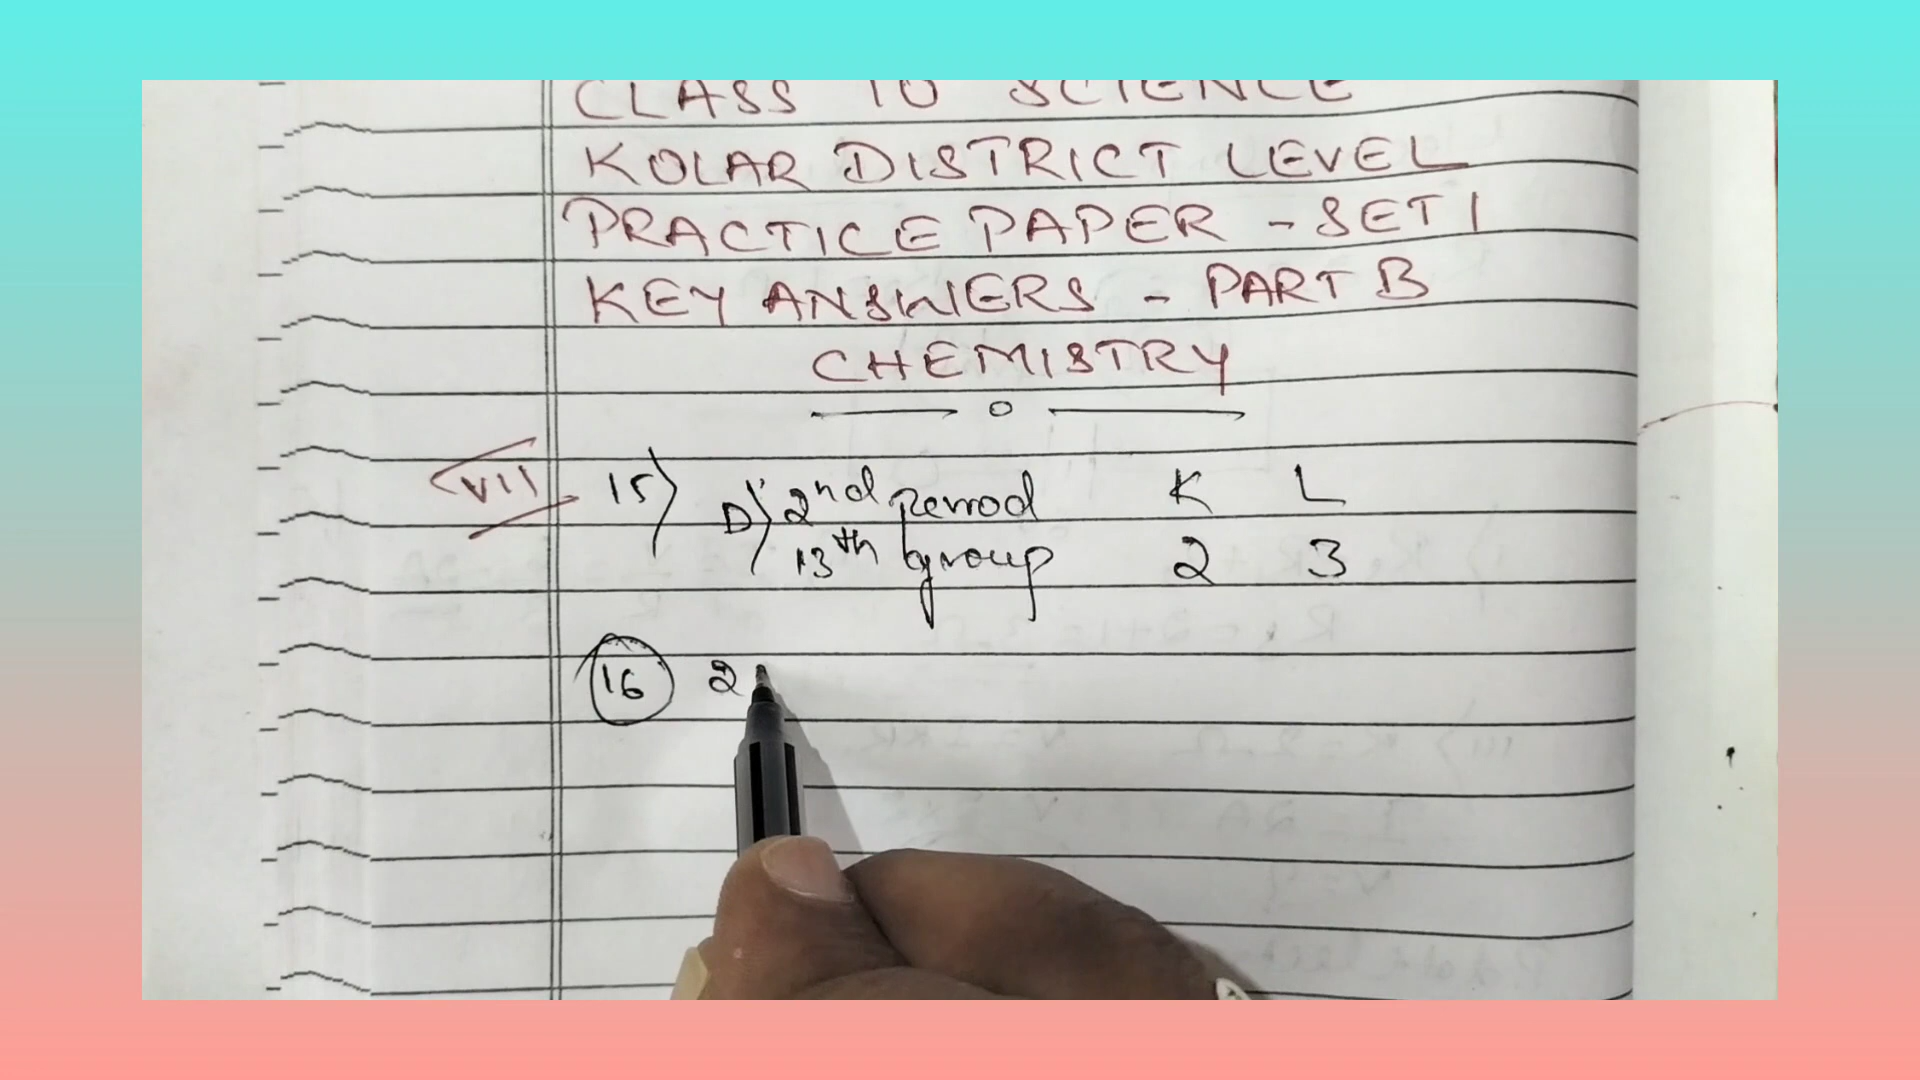 CLASS 10 SCIENCE
KOLAR DISTRICT LEVEL
PRACTICE PAPER - SET 1
KEY ANSWERS - PART B
CHEMISTRY
VII 15) D) 2nd Period K L
13th group 2 3
16 2